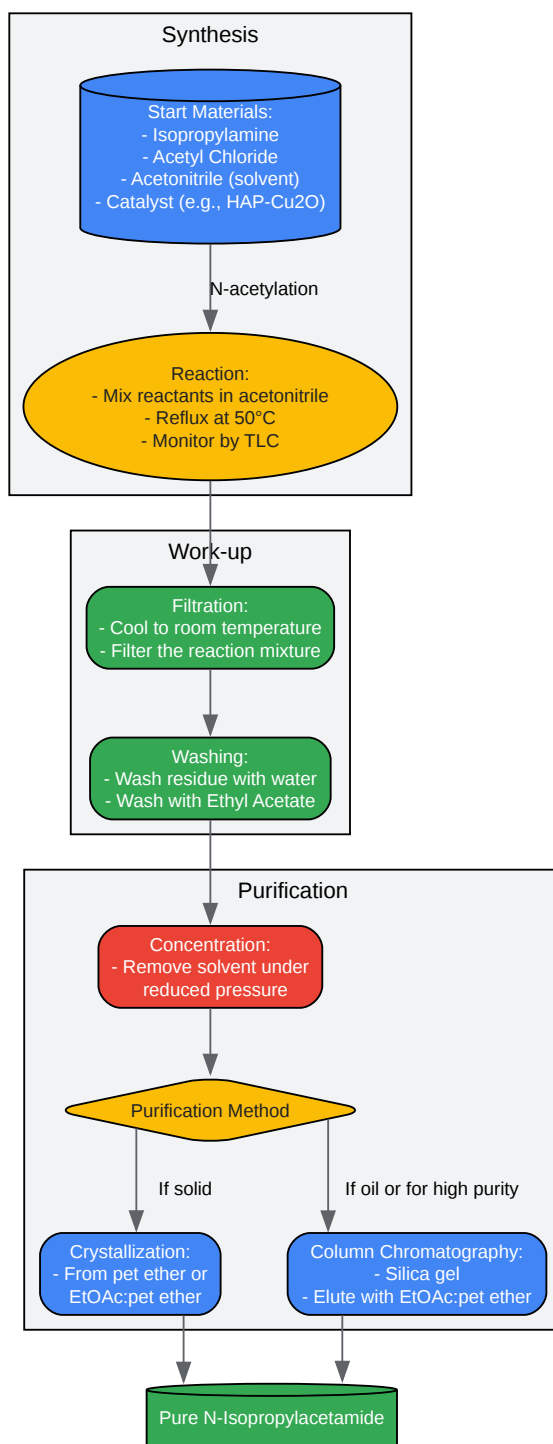 Synthesis
Start Materials:
- Isopropylamine
- Acetyl Chloride
- Acetonitrile (solvent)
- Catalyst (e.g., HAP-Cu2O)
N-acetylation
Reaction:
- Mix reactants in acetonitrile
- Reflux at 50°C
- Monitor by TLC
Work-up
Filtration:
- Cool to room temperature
- Filter the reaction mixture
Washing:
- Wash residue with water
- Wash with Ethyl Acetate
Purification
Concentration:
- Remove solvent under
reduced pressure
Purification Method
If solid
If oil or for high purity
Crystallization:
- From pet ether or
EtOAc:pet ether
Column Chromatography:
- Silica gel
- Elute with EtOAc:pet ether
Pure N-Isopropylacetamide